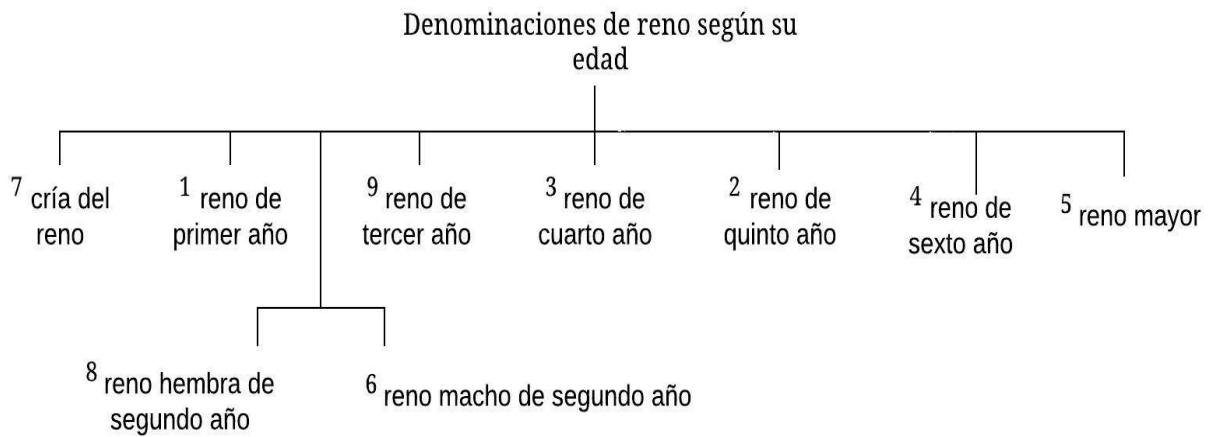 Denominaciones de reno según su
edad
7 cría del
reno
1 reno de
primer año
9 reno de
tercer año
3 reno de
cuarto año
2 reno de
quinto año
4 reno de
sexto año
5 reno mayor
8 reno hembra de
segundo año
6 reno macho de segundo año